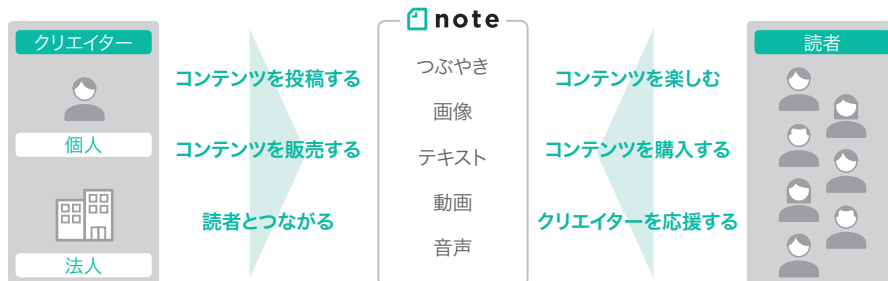 クリエイター
個人
法人
コンテンツを投稿する
コンテンツを販売する
読者とつながる
note
つぶやき
画像
テキスト
動画
音声
コンテンツを楽しむ
コンテンツを購入する
クリエイターを応援する
読者